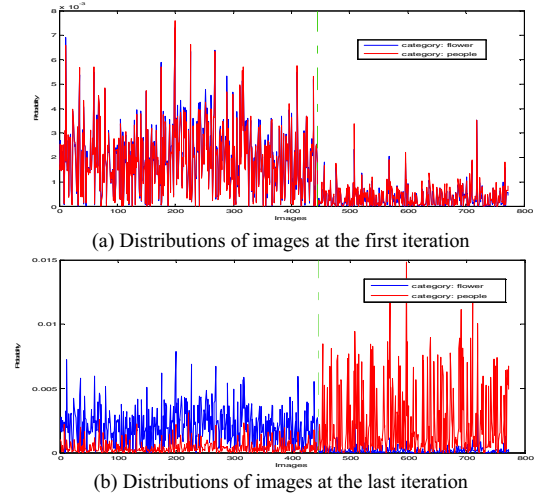 x 10⁻³
8
7
6
5
4
3
2
1
0
Probability
category: flower
category: people
0 100 200 300 400 500 600 700 800
Images
(a) Distributions of images at the first iteration
0.015
0.01
0.005
0
Probability
category: flower
category: people
0 100 200 300 400 500 600 700 800
Images
(b) Distributions of images at the last iteration